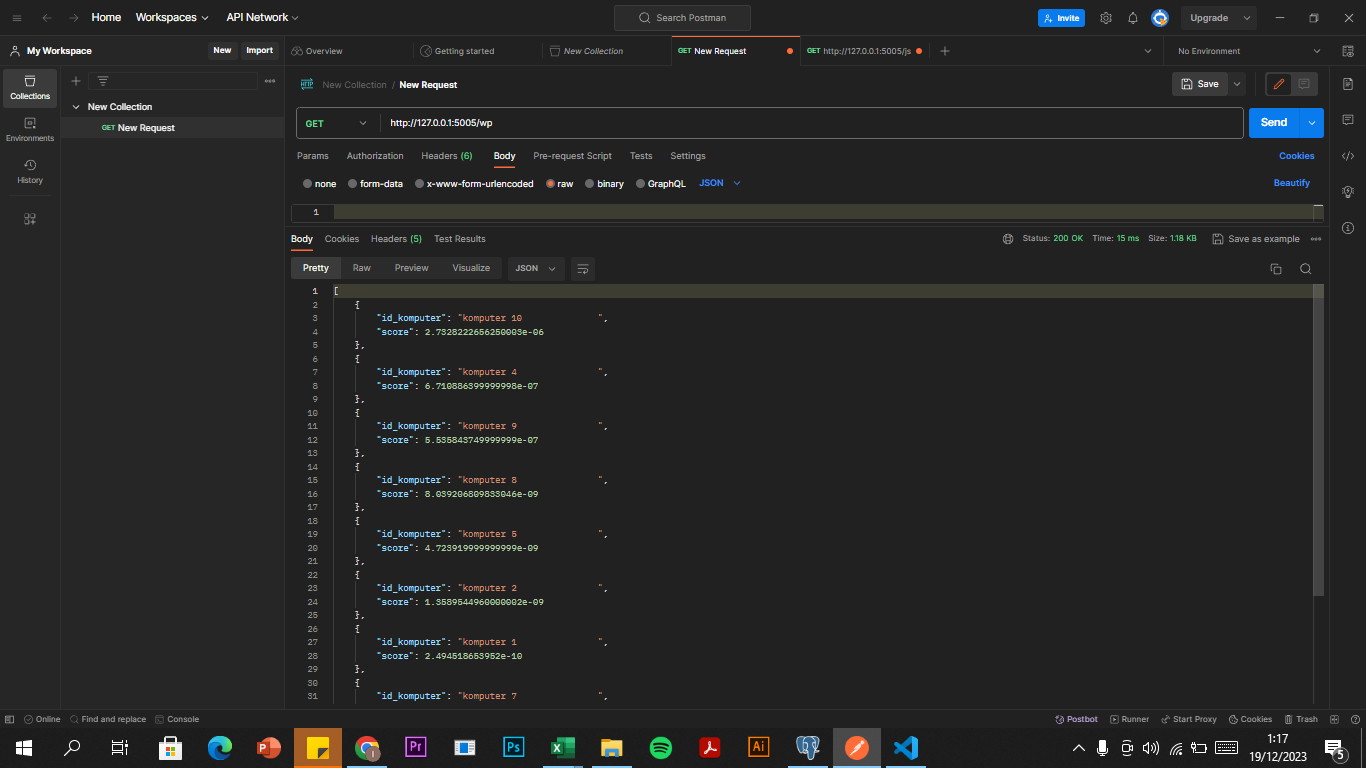 Home
Workspaces
API Network
Search Postman
Invite
Upgrade
My Workspace
New
Import
Overview
Getting started
New Collection
GET New Request
GET http://127.0.0.1:5005/js
No Environment
Collections
Environments
History
New Collection
GET New Request
HTTP
New Collection / New Request
Save
GET
http://127.0.0.1:5005/wp
Send
Params
Authorization
Headers (6)
Body
Pre-request Script
Tests
Settings
Cookies
none
form-data
x-www-form-urlencoded
raw
binary
GraphQL
JSON
Beautify
1
Body
Cookies
Headers (5)
Test Results
Status: 200 OK
Time: 15 ms
Size: 1.18 KB
Save as example
Pretty
Raw
Preview
Visualize
JSON
1 [
2 {
3 "id_komputer": "komputer 10              ",
4 "score": 2.7328222656250003e-06
5 },
6 {
7 "id_komputer": "komputer 4               ",
8 "score": 6.710886399999998e-07
9 },
10 {
11 "id_komputer": "komputer 9               ",
12 "score": 5.535843749999999e-07
13 },
14 {
15 "id_komputer": "komputer 8               ",
16 "score": 8.039206809833046e-09
17 },
18 {
19 "id_komputer": "komputer 5               ",
20 "score": 4.723919999999999e-09
21 },
22 {
23 "id_komputer": "komputer 2               ",
24 "score": 1.3589544960000002e-09
25 },
26 {
27 "id_komputer": "komputer 1               ",
28 "score": 2.494518653952e-10
29 },
30 {
31 "id_komputer": "komputer 7               ",
Online
Find and replace
Console
Postbot
Runner
Start Proxy
Cookies
Trash
Pr
Ps
Ai
1:17
19/12/2023
5